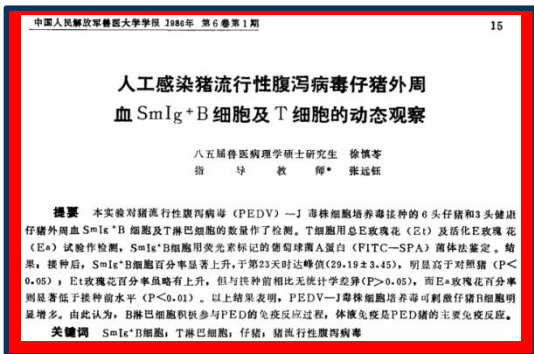 中国人民解放军兽医大学学报 1986年 第6卷第1期 15
人工感染猪流行性腹泻病毒仔猪外周
血SmIg⁺B细胞及T细胞的动态观察
八五届兽医病理学硕士研究生 徐慎苓
指 导 教 师* 张远钰
提要 本实验对猪流行性腹泻病毒(PEDV)—J毒株细胞培养毒接种的6头仔猪和3头健康
仔猪外周血SmIg⁺B细胞及T淋巴细胞的数量作了检测。T细胞用总E玫瑰花(Et)及活化E玫瑰花
(Ea)试验作检测,SmIg⁺B细胞用荧光素标记的葡萄球菌A蛋白(FITC—SPA)菌体法鉴定。结
果:接种后,SmIg⁺B细胞百分率显著上升,于第23天时达峰值(29.19±3.45),明显高于对照猪(P<
0.05);Et玫瑰花百分率虽略有上升,但与接种前相比无统计学差异(P>0.05),而Ea玫瑰花百分率
则显著低于接种前水平(P<0.01)。以上结果表明,PEDV—J毒株细胞培养毒可刺激仔猪B细胞明
显增多。由此认为,B淋巴细胞积极参与PED的免疫反应过程,体液免疫是PED猪的主要免疫反应。
关键词 SmIg⁺B细胞;T淋巴细胞;仔猪;猪流行性腹泻病毒